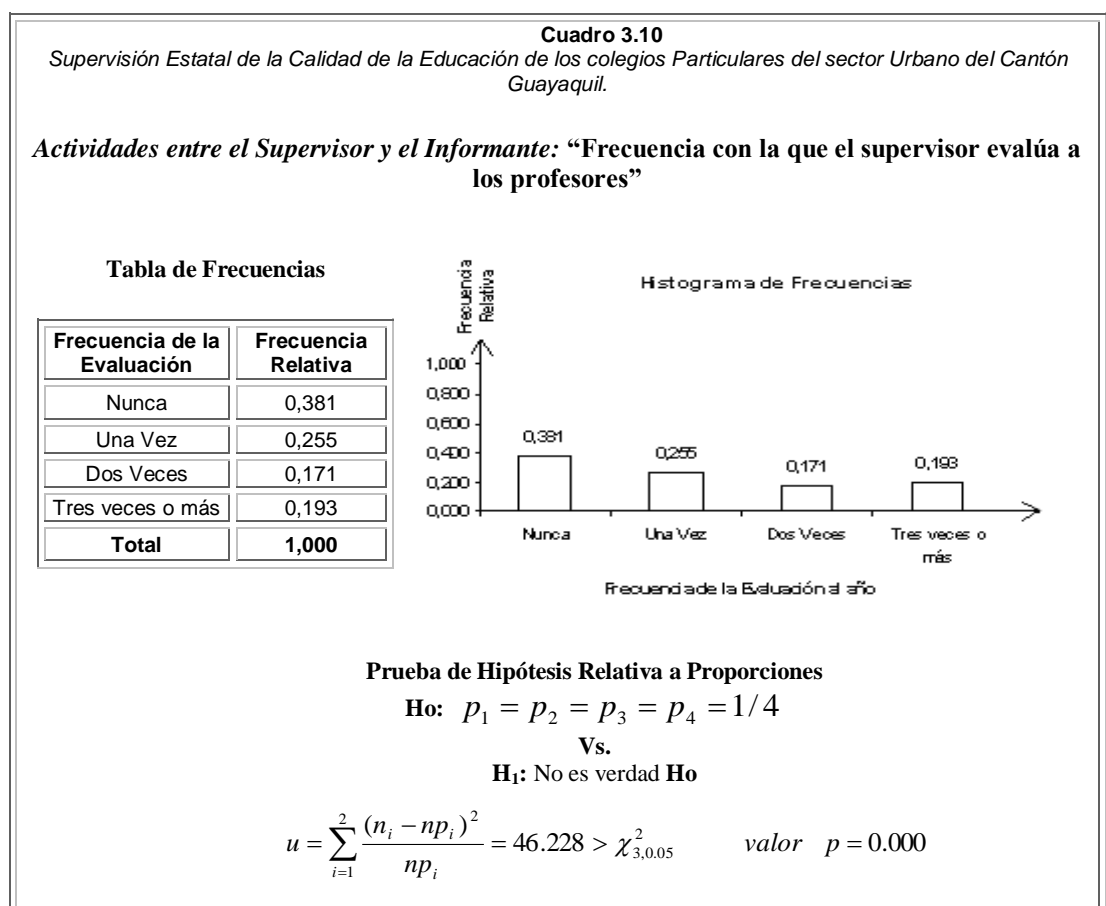 Cuadro 3.10
Supervisión Estatal de la Calidad de la Educación de los colegios Particulares del sector Urbano del Cantón
Guayaquil.
Actividades entre el Supervisor y el Informante: “Frecuencia con la que el supervisor evalúa a
los profesores”
Tabla de Frecuencias
Frecuencia de la Evaluación | Frecuencia Relativa
Nunca | 0,381
Una Vez | 0,255
Dos Veces | 0,171
Tres veces o más | 0,193
Total | 1,000
Histograma de Frecuencias
Frecuencia
Relativa
1,000
0,800
0,600
0,400
0,200
0,000
0,381
0,255
0,171
0,193
Nunca
Una Vez
Dos Veces
Tres veces o
más
Frecuencia de la Evaluación al año
Prueba de Hipótesis Relativa a Proporciones
Ho: p₁ = p₂ = p₃ = p₄ = 1/4
Vs.
H₁: No es verdad Ho
u = ∑_{i=1}^{2} (nᵢ − npᵢ)² / npᵢ = 46.228 > χ²_{3,0.05} valor p = 0.000